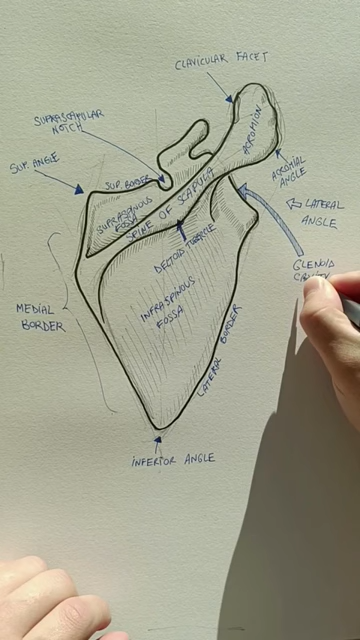 CLAVICULAR FACET
SUPRASCAPULAR
NOTCH
ACROMION
SUP. ANGLE
SUP. BORDER
ACROMIAL
ANGLE
SUPRASPINOUS
FOSSA
SPINE OF SCAPULA
LATERAL
ANGLE
DELTOID TUBERCLE
GLENOID
CAVITY
MEDIAL
BORDER
INFRASPINOUS
FOSSA
LATERAL BORDER
INFERIOR ANGLE